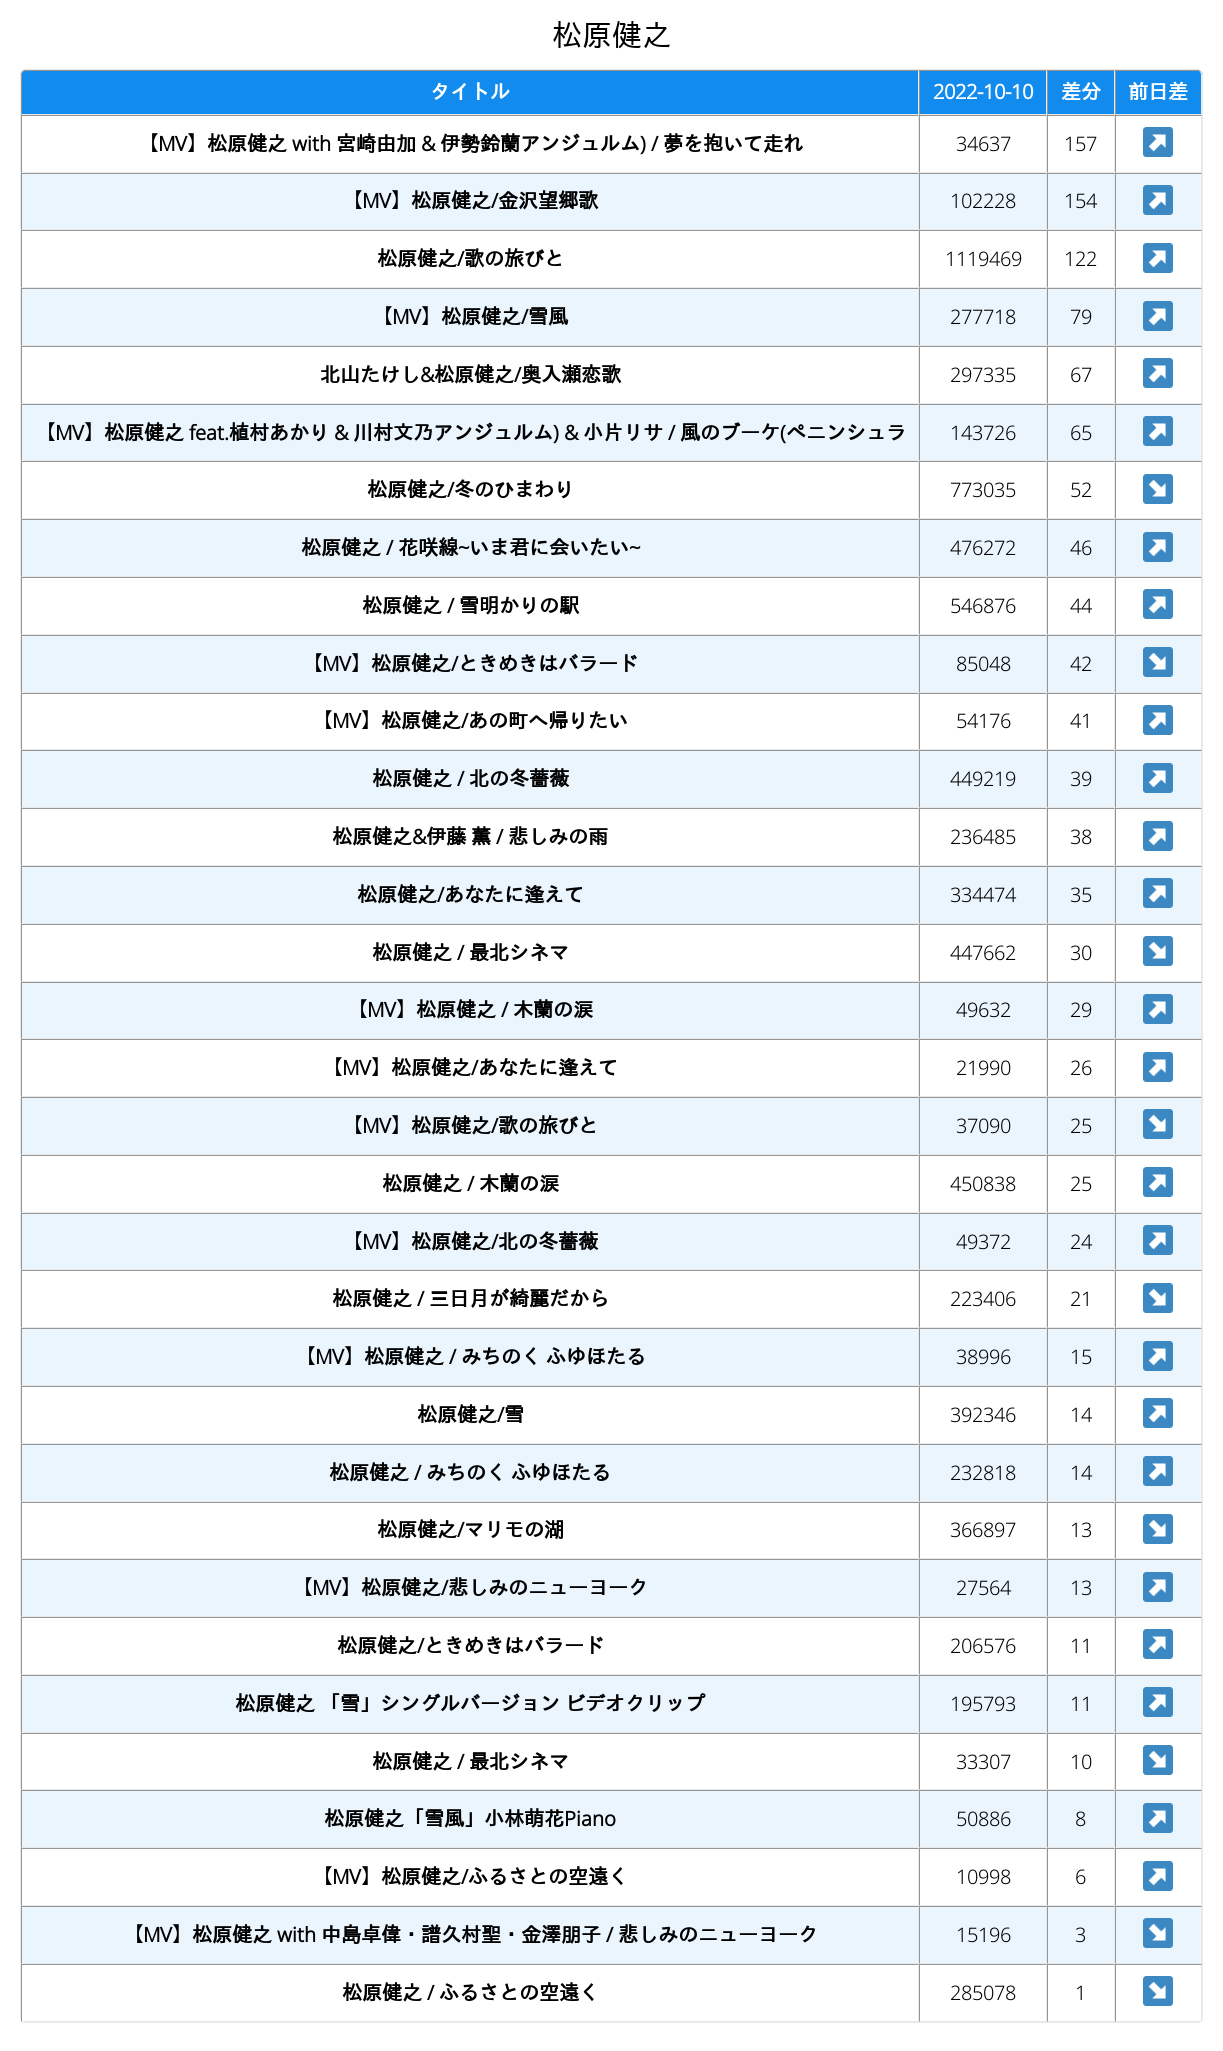 松原健之
タイトル 2022-10-10 差分 前日差
【MV】松原健之 with 宮崎由加 & 伊勢鈴蘭アンジュルム) / 夢を抱いて走れ 34637 157
【MV】松原健之/金沢望郷歌 102228 154
松原健之/歌の旅びと 1119469 122
【MV】松原健之/雪風 277718 79
北山たけし&松原健之/奥入瀬恋歌 297335 67
【MV】松原健之 feat.植村あかり & 川村文乃アンジュルム) & 小片リサ / 風のブーケ(ペニンシュラ 143726 65
松原健之/冬のひまわり 773035 52
松原健之 / 花咲線~いま君に会いたい~ 476272 46
松原健之 / 雪明かりの駅 546876 44
【MV】松原健之/ときめきはバラード 85048 42
【MV】松原健之/あの町へ帰りたい 54176 41
松原健之 / 北の冬薔薇 449219 39
松原健之&伊藤 薫 / 悲しみの雨 236485 38
松原健之/あなたに逢えて 334474 35
松原健之 / 最北シネマ 447662 30
【MV】松原健之 / 木蘭の涙 49632 29
【MV】松原健之/あなたに逢えて 21990 26
【MV】松原健之/歌の旅びと 37090 25
松原健之 / 木蘭の涙 450838 25
【MV】松原健之/北の冬薔薇 49372 24
松原健之 / 三日月が綺麗だから 223406 21
【MV】松原健之 / みちのく ふゆほたる 38996 15
松原健之/雪 392346 14
松原健之 / みちのく ふゆほたる 232818 14
松原健之/マリモの湖 366897 13
【MV】松原健之/悲しみのニューヨーク 27564 13
松原健之/ときめきはバラード 206576 11
松原健之 「雪」シングルバージョン ビデオクリップ 195793 11
松原健之 / 最北シネマ 33307 10
松原健之「雪風」小林萌花Piano 50886 8
【MV】松原健之/ふるさとの空遠く 10998 6
【MV】松原健之 with 中島卓偉・譜久村聖・金澤朋子 / 悲しみのニューヨーク 15196 3
松原健之 / ふるさとの空遠く 285078 1